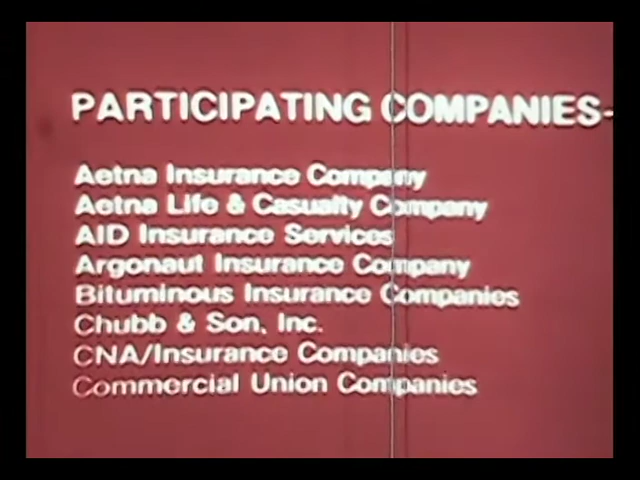 PARTICIPATING COMPANIES-
Aetna Insurance Company
Aetna Life & Casualty Company
AID Insurance Services
Argonaut Insurance Company
Bituminous Insurance Companies
Chubb & Son, Inc.
CNA/Insurance Companies
Commercial Union Companies